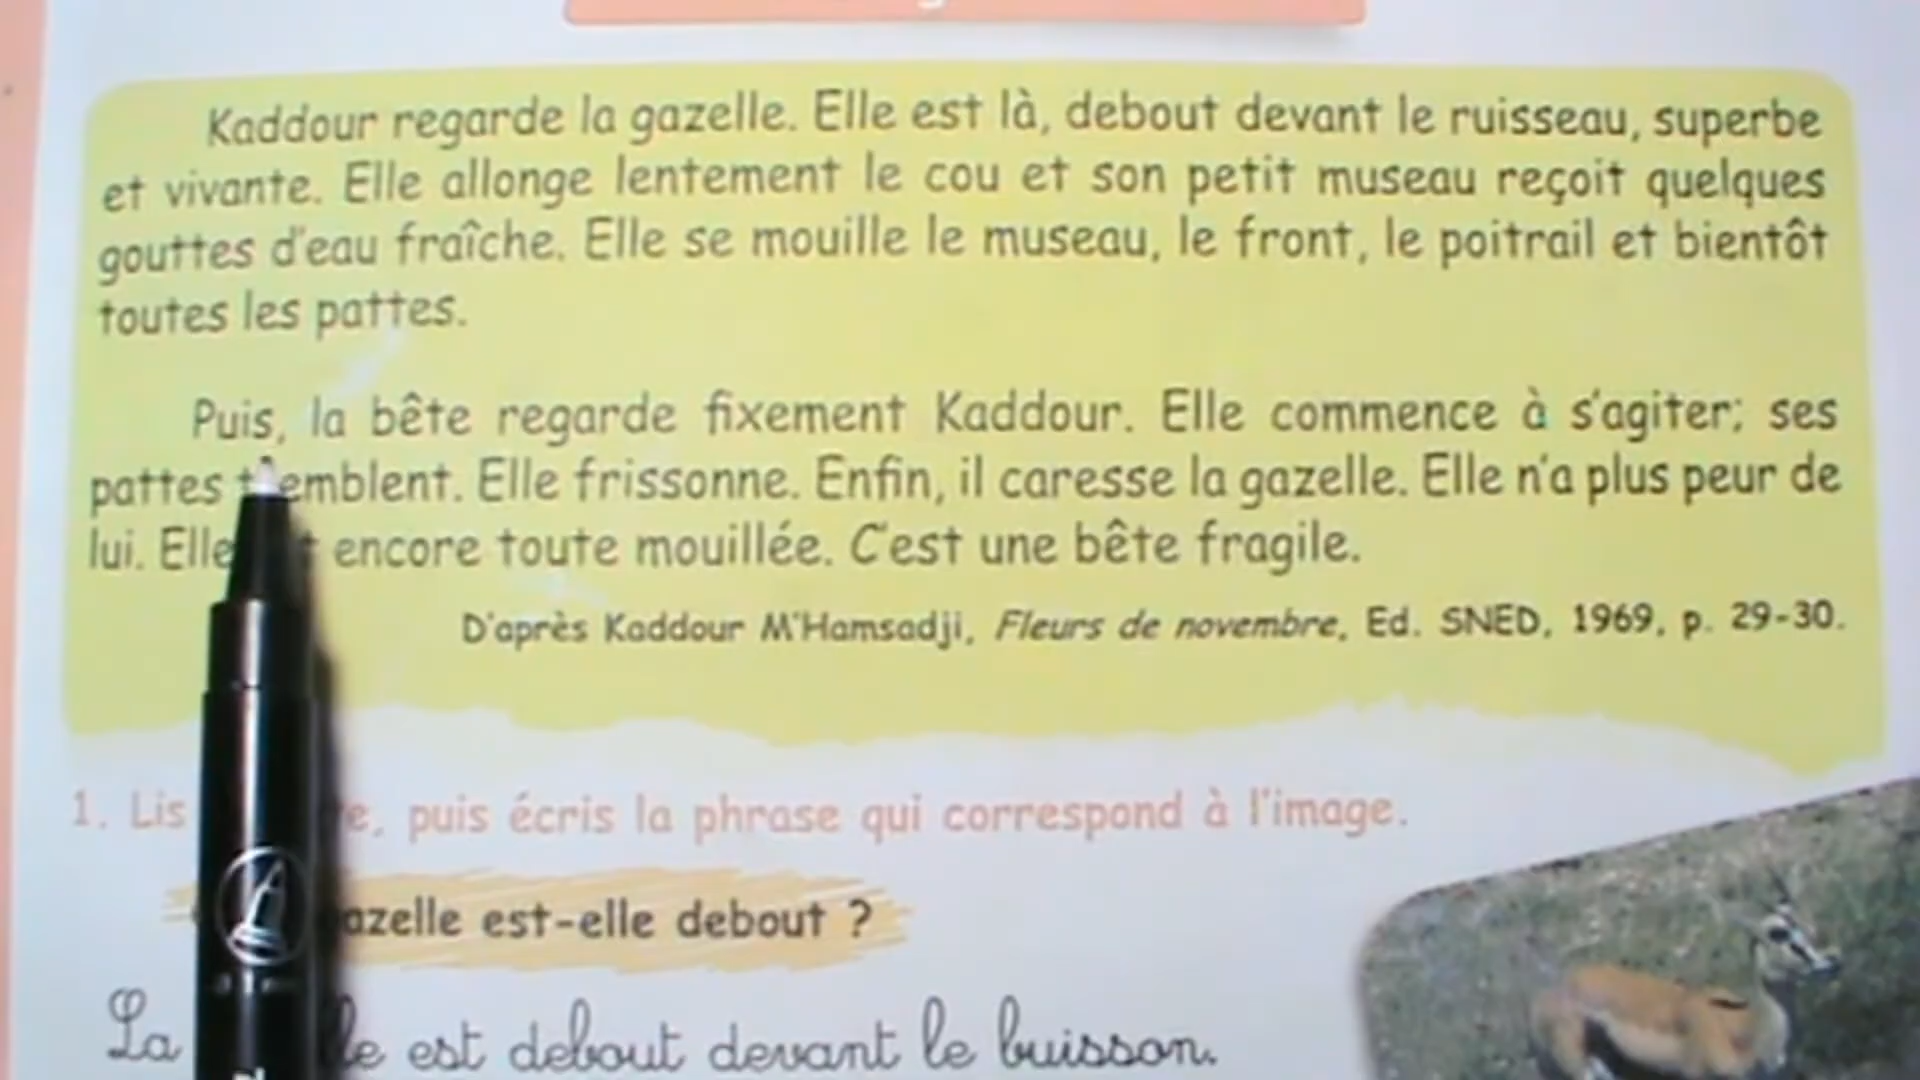 Kaddour regarde la gazelle. Elle est là, debout devant le ruisseau, superbe
et vivante. Elle allonge lentement le cou et son petit museau reçoit quelques
gouttes d'eau fraîche. Elle se mouille le museau, le front, le poitrail et bientôt
toutes les pattes.
Puis, la bête regarde fixement Kaddour. Elle commence à s'agiter; ses
pattes tremblent. Elle frissonne. Enfin, il caresse la gazelle. Elle n'a plus peur de
lui. Elle encore toute mouillée. C'est une bête fragile.
D'après Kaddour M'Hamsadji, Fleurs de novembre, Ed. SNED, 1969, p. 29-30.
1. Lis puis écris la phrase qui correspond à l'image.
est-elle debout ?
La est debout devant le buisson.